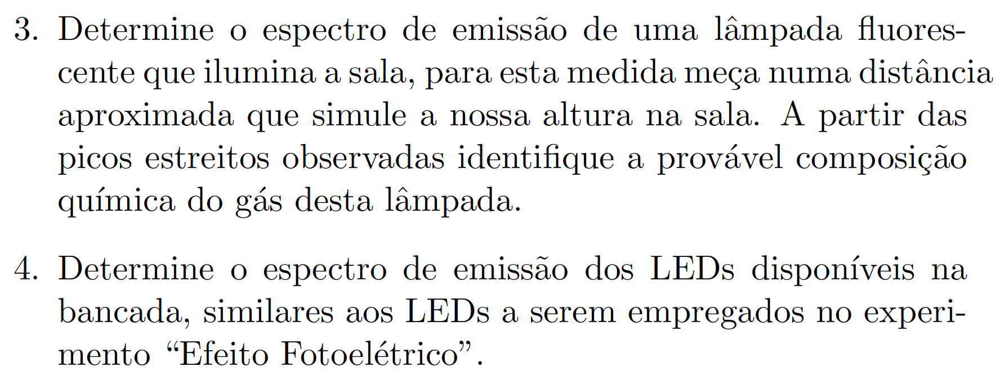 3. Determine o espectro de emissão de uma lâmpada fluores-
cente que ilumina a sala, para esta medida meça numa distância
aproximada que simule a nossa altura na sala. A partir das
picos estreitos observadas identifique a provável composição
química do gás desta lâmpada.
4. Determine o espectro de emissão dos LEDs disponíveis na
bancada, similares aos LEDs a serem empregados no experi-
mento “Efeito Fotoelétrico”.